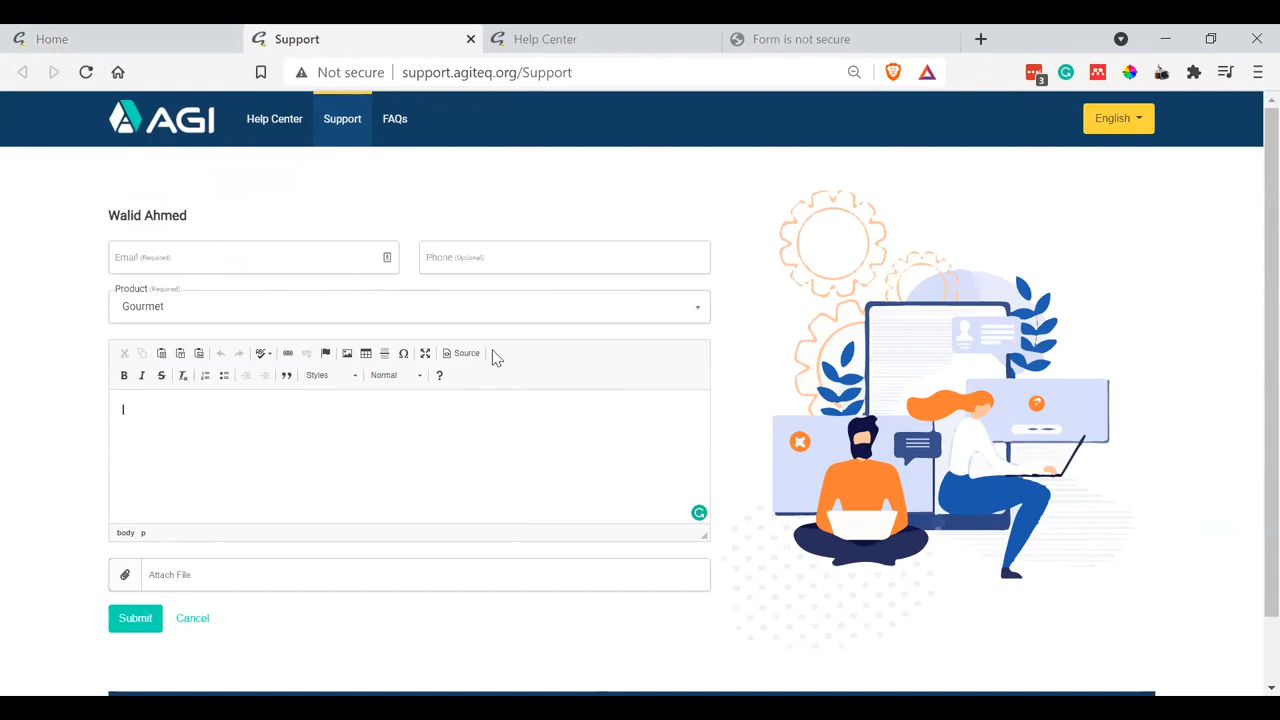 Home
Support
Help Center
Form is not secure
Not secure
support.agiteq.org/Support
3
AGI
Help Center
Support
FAQs
English
Walid Ahmed
Email (Required)
Phone (Optional)
Product (Required)
Gourmet
Source
Styles
Normal
?
body p
Attach File
Submit
Cancel